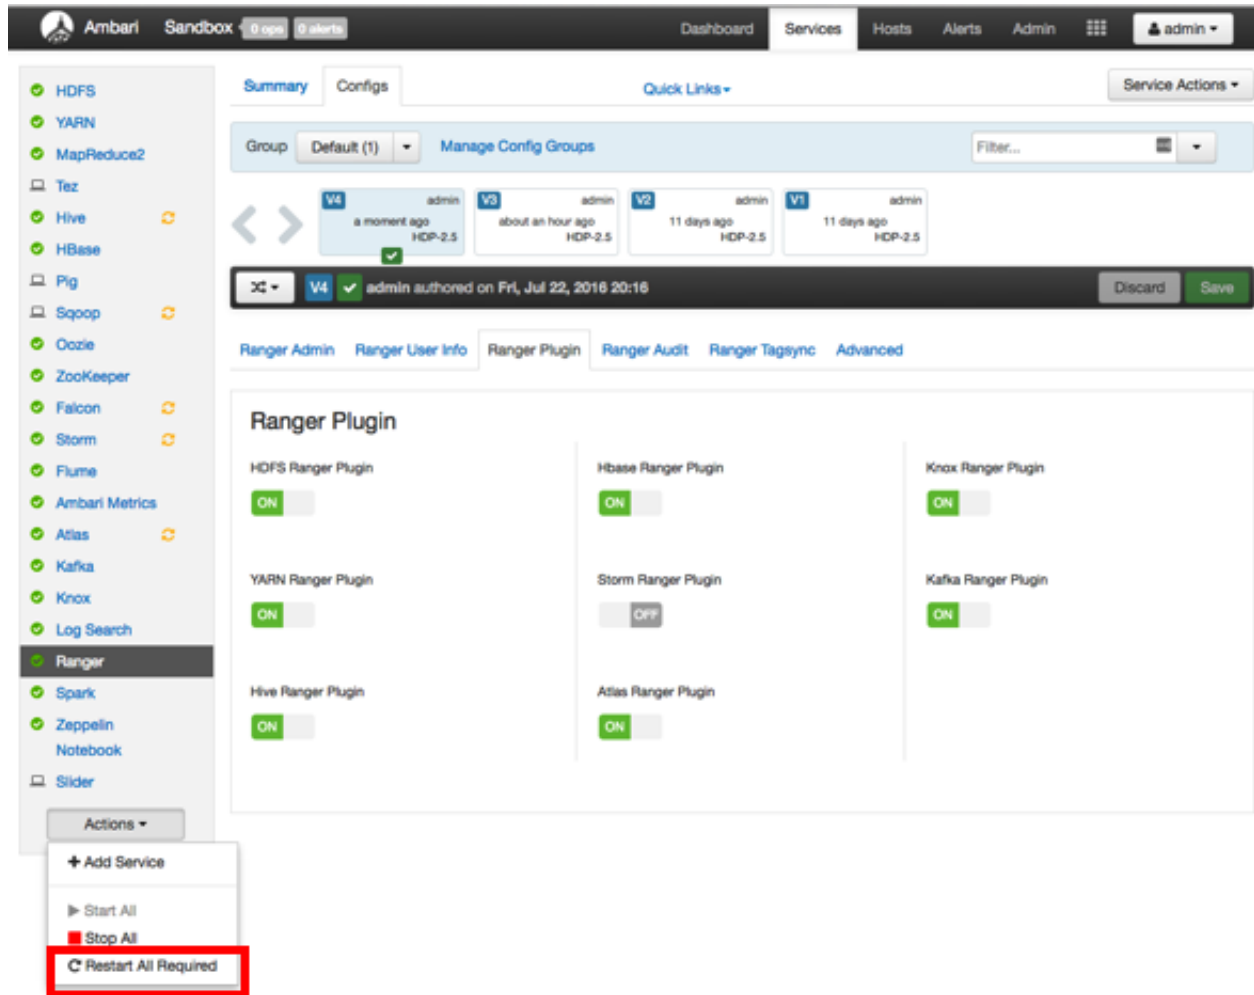 Ambari Sandbox 0 ops 0 alerts Dashboard Services Hosts Alerts Admin admin
HDFS
YARN
MapReduce2
Tez
Hive
HBase
Pig
Sqoop
Oozie
ZooKeeper
Falcon
Storm
Flume
Ambari Metrics
Atlas
Kafka
Knox
Log Search
Ranger
Spark
Zeppelin
Notebook
Slider
Actions
Add Service
Start All
Stop All
Restart All Required
Summary Configs Quick Links Service Actions
Group Default (1) Manage Config Groups Filter...
V4 admin
a moment ago
HDP-2.5
V3 admin
about an hour ago
HDP-2.5
V2 admin
11 days ago
HDP-2.5
V1 admin
11 days ago
HDP-2.5
V4 admin authored on Fri, Jul 22, 2016 20:16 Discard Save
Ranger Admin Ranger User Info Ranger Plugin Ranger Audit Ranger Tagsync Advanced
Ranger Plugin
HDFS Ranger Plugin Hbase Ranger Plugin Knox Ranger Plugin
ON ON ON
YARN Ranger Plugin Storm Ranger Plugin Kafka Ranger Plugin
ON OFF ON
Hive Ranger Plugin Atlas Ranger Plugin
ON ON